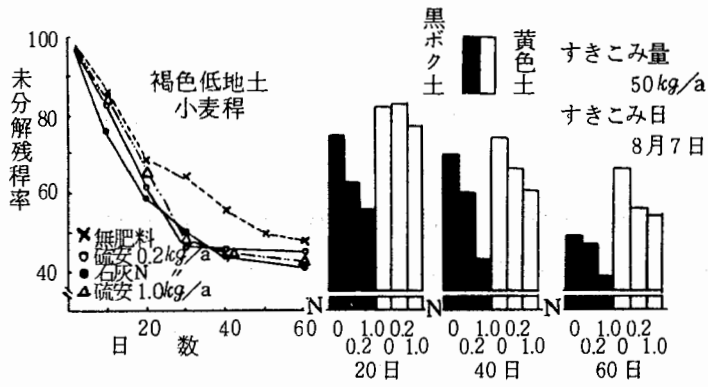 100
80
60
40
未分解残稈率
褐色低地土
小麦稈
×無肥料
○硫安0.2kg/a
●石灰N 〃
△硫安1.0kg/a
20 40 60
日 数
黒ボク土
黄色土
すきこみ量
50kg/a
すきこみ日
8月7日
N N N
0 1.0 0.2
0.2 0 1.0
20日
0 1.0 0.2
0.2 0 1.0
40日
0 1.0 0.2
0.2 0 1.0
60日